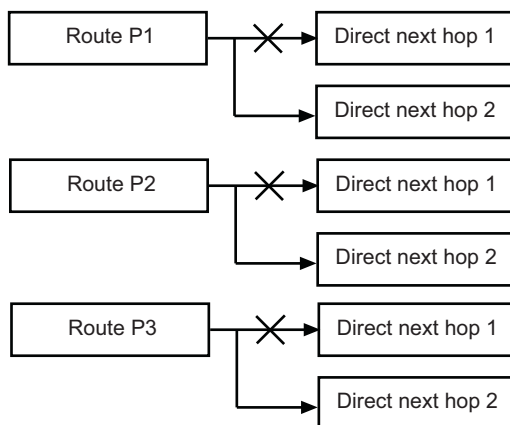 Route P1
Direct next hop 1
Direct next hop 2
Route P2
Direct next hop 1
Direct next hop 2
Route P3
Direct next hop 1
Direct next hop 2